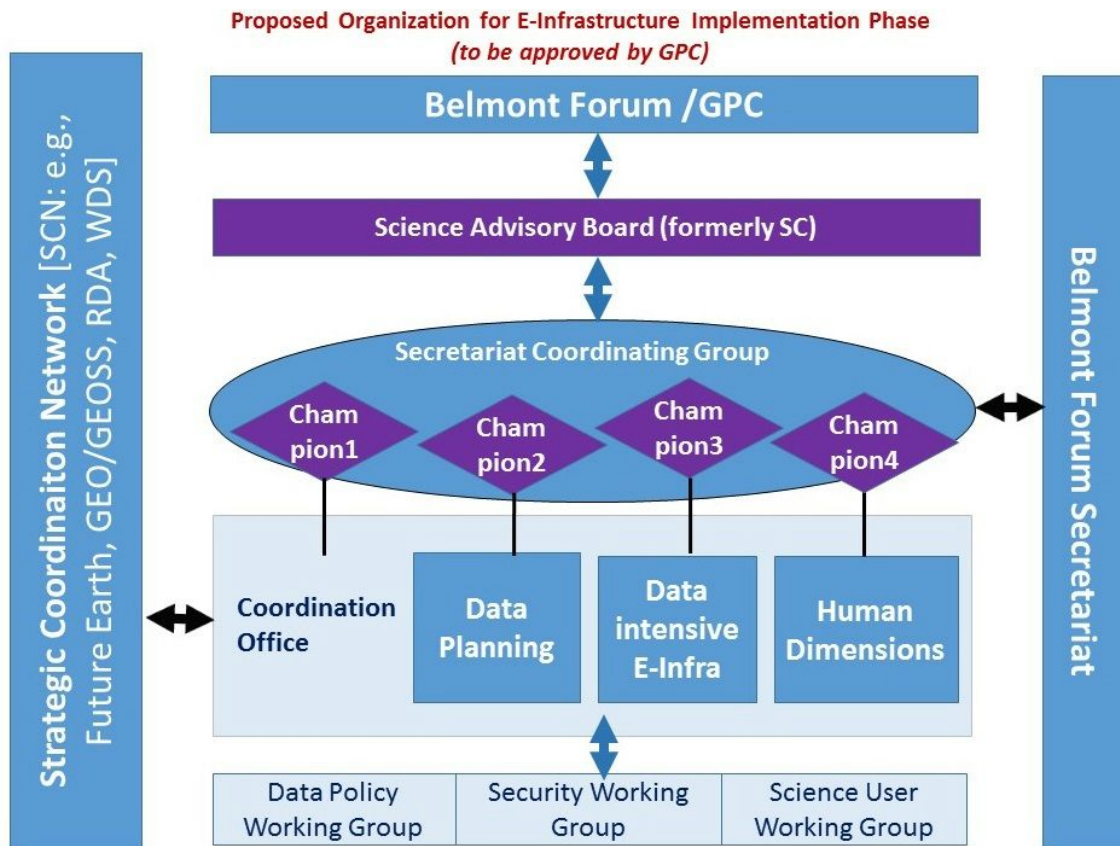 Proposed Organization for E-Infrastructure Implementation Phase
(to be approved by GPC)
Strategic Coordinaiton Network [SCN: e.g.,
Future Earth, GEO/GEOSS, RDA, WDS]
Belmont Forum /GPC
Science Advisory Board (formerly SC)
Secretariat Coordinating Group
Cham
pion1
Cham
pion2
Cham
pion3
Cham
pion4
Coordination
Office
Data
Planning
Data
intensive
E-Infra
Human
Dimensions
Data Policy
Working Group
Security Working
Group
Science User
Working Group
Belmont Forum Secretariat